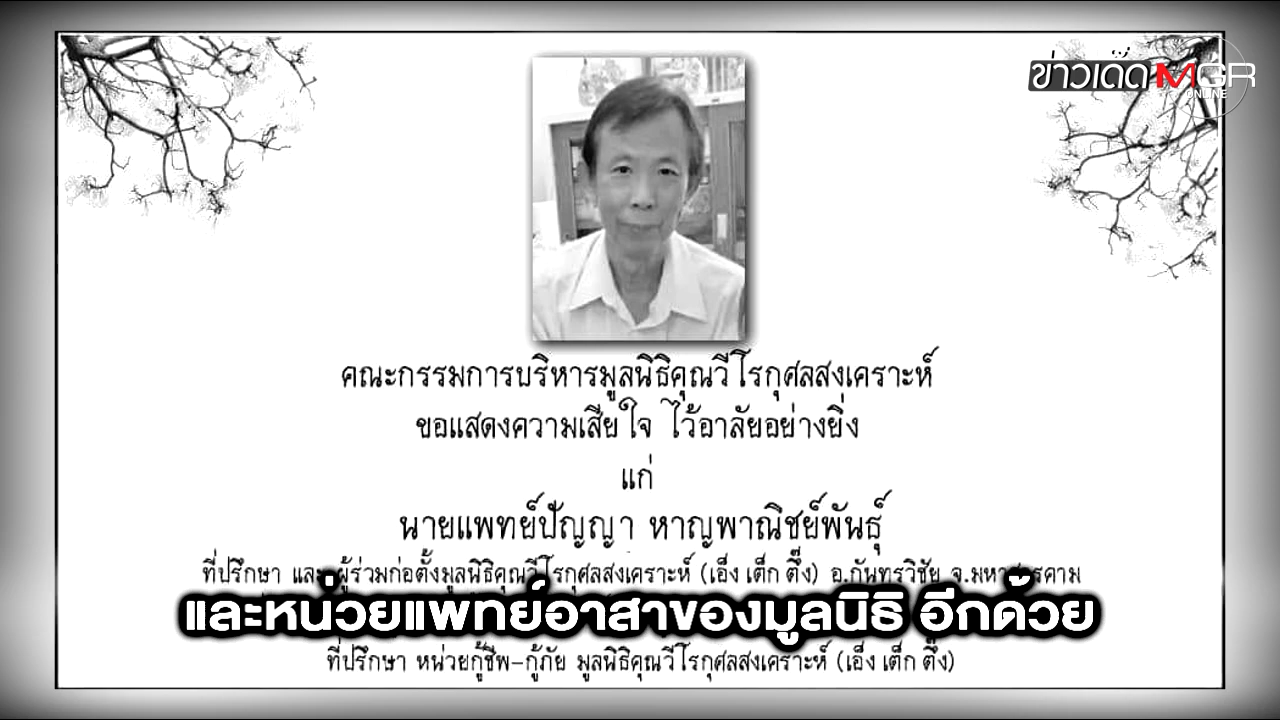 ข่าวเด็ด MGR
ONLINE
คณะกรรมการบริหารมูลนิธิคุณวีโรกุศลสงเคราะห์
ขอแสดงความเสียใจ ไว้อาลัยอย่างยิ่ง
แก่
นายแพทย์ปัญญา หาญพาณิชย์พันธุ์
ที่ปรึกษา และ ผู้ร่วมก่อตั้งมูลนิธิคุณวีโรกุศลสงเคราะห์ (เอ็ง เต็ก ตึ๊ง) อ.กันทรวิชัย จ.มหาสารคาม
และหน่วยแพทย์อาสาของมูลนิธิ อีกด้วย
ที่ปรึกษา หน่วยกู้ชีพ-กู้ภัย มูลนิธิคุณวีโรกุศลสงเคราะห์ (เอ็ง เต็ก ตึ๊ง)